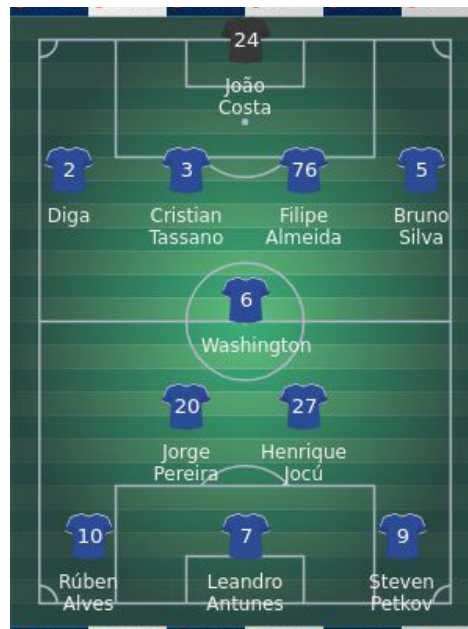 24
João
Costa
2 3 76 5
Diga Cristian Filipe Bruno
Tassano Almeida Silva
6
Washington
20 27
Jorge Henrique
Pereira Jocú
10 7 9
Rúben Leandro Steven
Alves Antunes Petkov